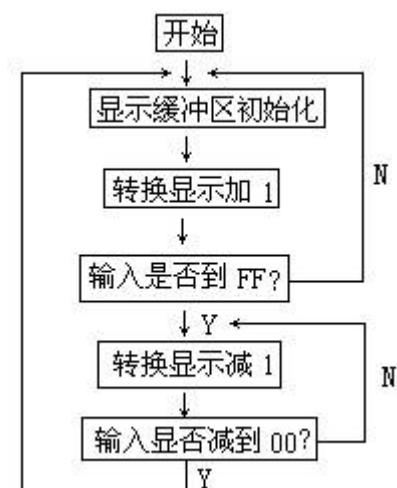 开始
显示缓冲区初始化
转换显示加 1
N
输入是否到 FF?
Y
转换显示减 1
N
输入显否减到 00?
Y